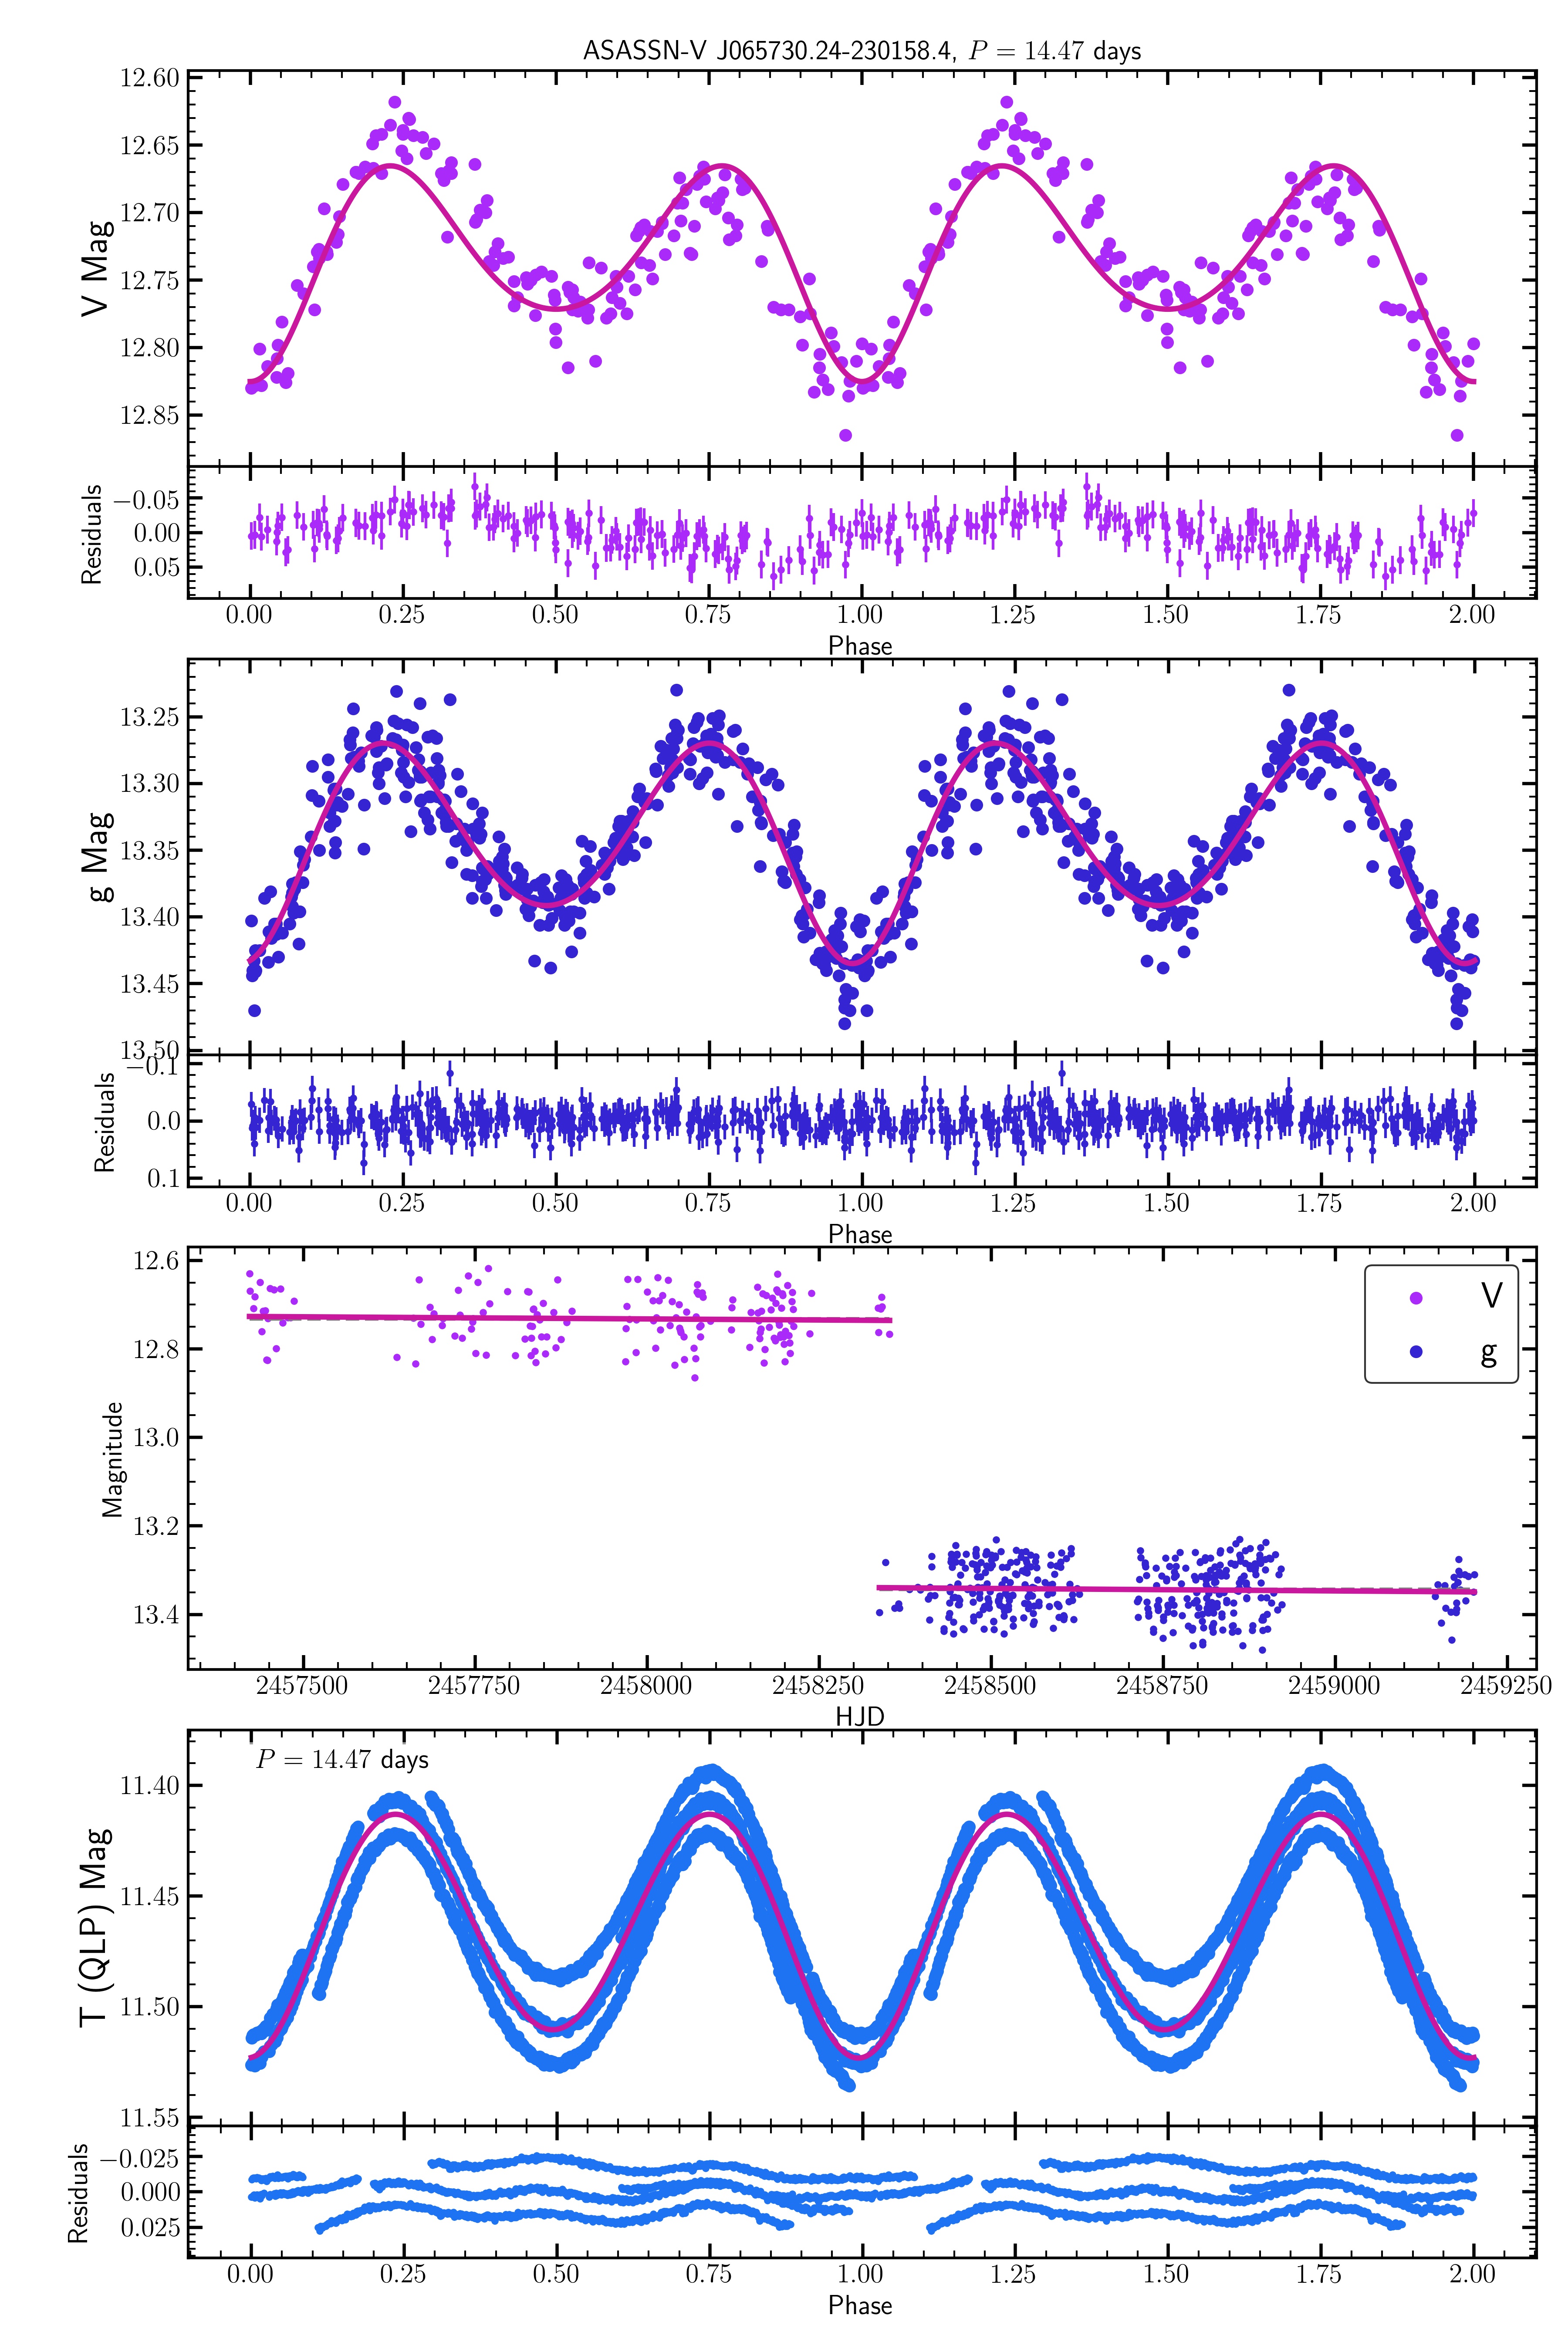 ASASSN-V J065730.24-230158.4, P = 14.47 days
12.60
12.65
12.70
12.75
12.80
12.85
V Mag
−0.05
0.00
0.05
Residuals
0.00 0.25 0.50 0.75 1.00 1.25 1.50 1.75 2.00
Phase
13.25
13.30
13.35
13.40
13.45
13.50
g Mag
−0.1
0.0
0.1
Residuals
0.00 0.25 0.50 0.75 1.00 1.25 1.50 1.75 2.00
Phase
12.6
12.8
13.0
13.2
13.4
Magnitude
V
g
2457500 2457750 2458000 2458250 2458500 2458750 2459000 2459250
HJD
P = 14.47 days
11.40
11.45
11.50
11.55
T (QLP) Mag
−0.025
0.000
0.025
Residuals
0.00 0.25 0.50 0.75 1.00 1.25 1.50 1.75 2.00
Phase